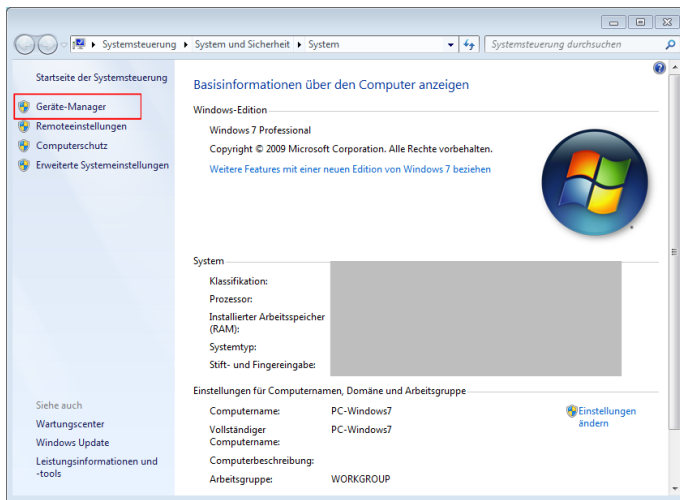 Systemsteuerung System und Sicherheit System
Systemsteuerung durchsuchen
Startseite der Systemsteuerung
Geräte-Manager
Remoteeinstellungen
Computerschutz
Erweiterte Systemeinstellungen
Siehe auch
Wartungscenter
Windows Update
Leistungsinformationen und
-tools
Basisinformationen über den Computer anzeigen
Windows-Edition
Windows 7 Professional
Copyright © 2009 Microsoft Corporation. Alle Rechte vorbehalten.
Weitere Features mit einer neuen Edition von Windows 7 beziehen
System
Klassifikation:
Prozessor:
Installierter Arbeitsspeicher
(RAM):
Systemtyp:
Stift- und Fingereingabe:
Einstellungen für Computernamen, Domäne und Arbeitsgruppe
Computername: PC-Windows7
Einstellungen
ändern
Vollständiger PC-Windows7
Computername:
Computerbeschreibung:
Arbeitsgruppe: WORKGROUP